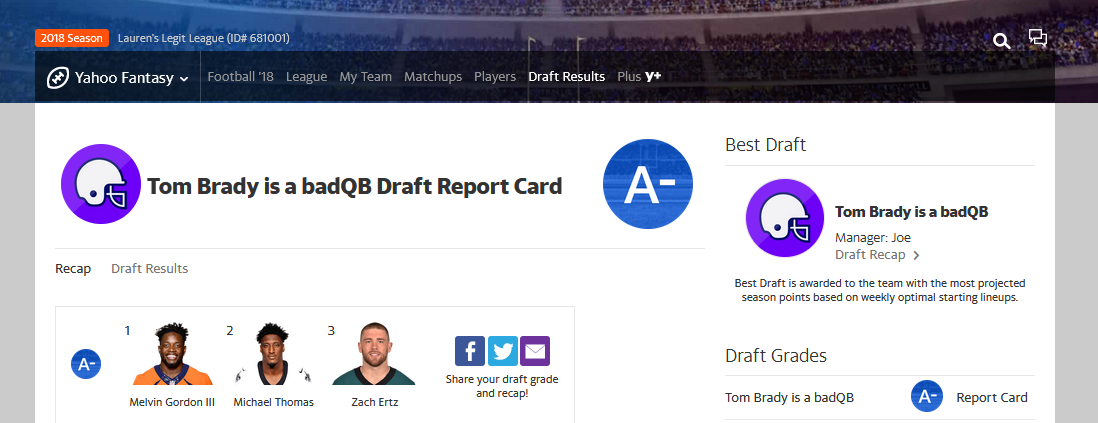 2018 Season Lauren's Legit League (ID# 681001)
Yahoo Fantasy Football '18 League My Team Matchups Players Draft Results Plus y+
Tom Brady is a badQB Draft Report Card
A-
Recap Draft Results
A-
1
Melvin Gordon III
2
Michael Thomas
3
Zach Ertz
f
Share your draft grade
and recap!
Best Draft
Tom Brady is a badQB
Manager: Joe
Draft Recap >
Best Draft is awarded to the team with the most projected
season points based on weekly optimal starting lineups.
Draft Grades
Tom Brady is a badQB A- Report Card